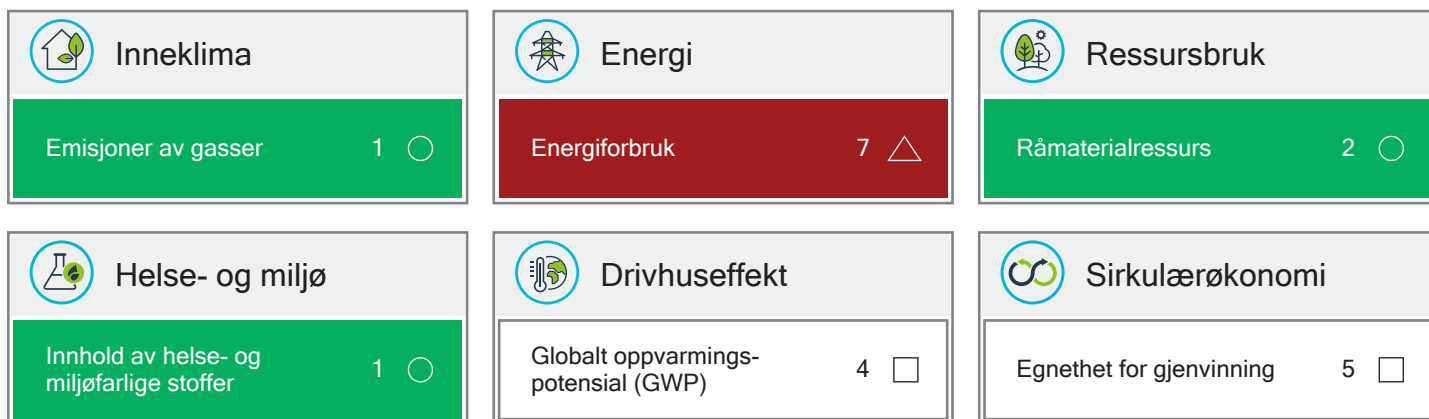 Inneklima
Emisjoner av gasser 1
Energi
Energiforbruk 7
Ressursbruk
Råmaterialressurs 2
Helse- og miljø
Innhold av helse- og
miljøfarlige stoffer 1
Drivhuseffekt
Globalt oppvarmings-
potensial (GWP) 4
Sirkulærøkonomi
Egnethet for gjenvinning 5